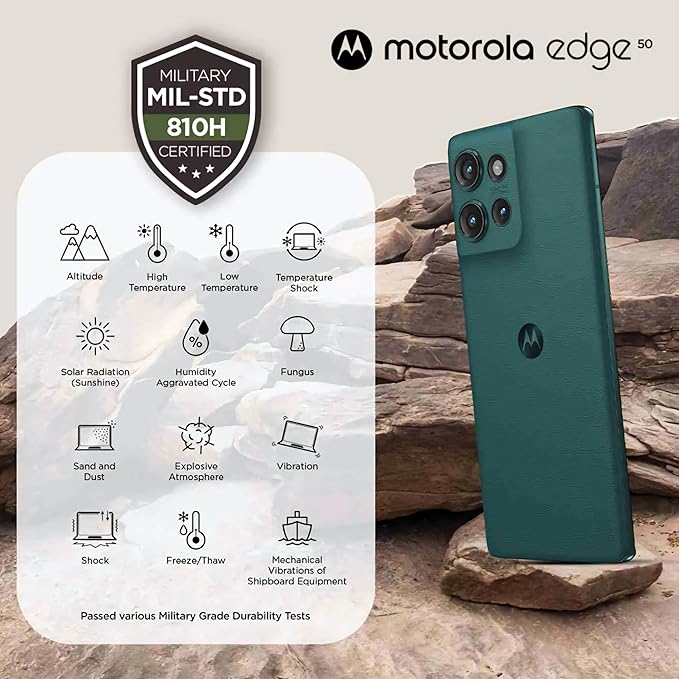 motorola edge 50
MILITARY
MIL-STD
810H
CERTIFIED
Altitude
High
Temperature
Low
Temperature
Temperature
Shock
Solar Radiation
(Sunshine)
%
Humidity
Aggravated Cycle
Fungus
Sand and
Dust
Explosive
Atmosphere
Vibration
Shock
Freeze/Thaw
Mechanical
Vibrations of
Shipboard Equipment
Passed various Military Grade Durability Tests